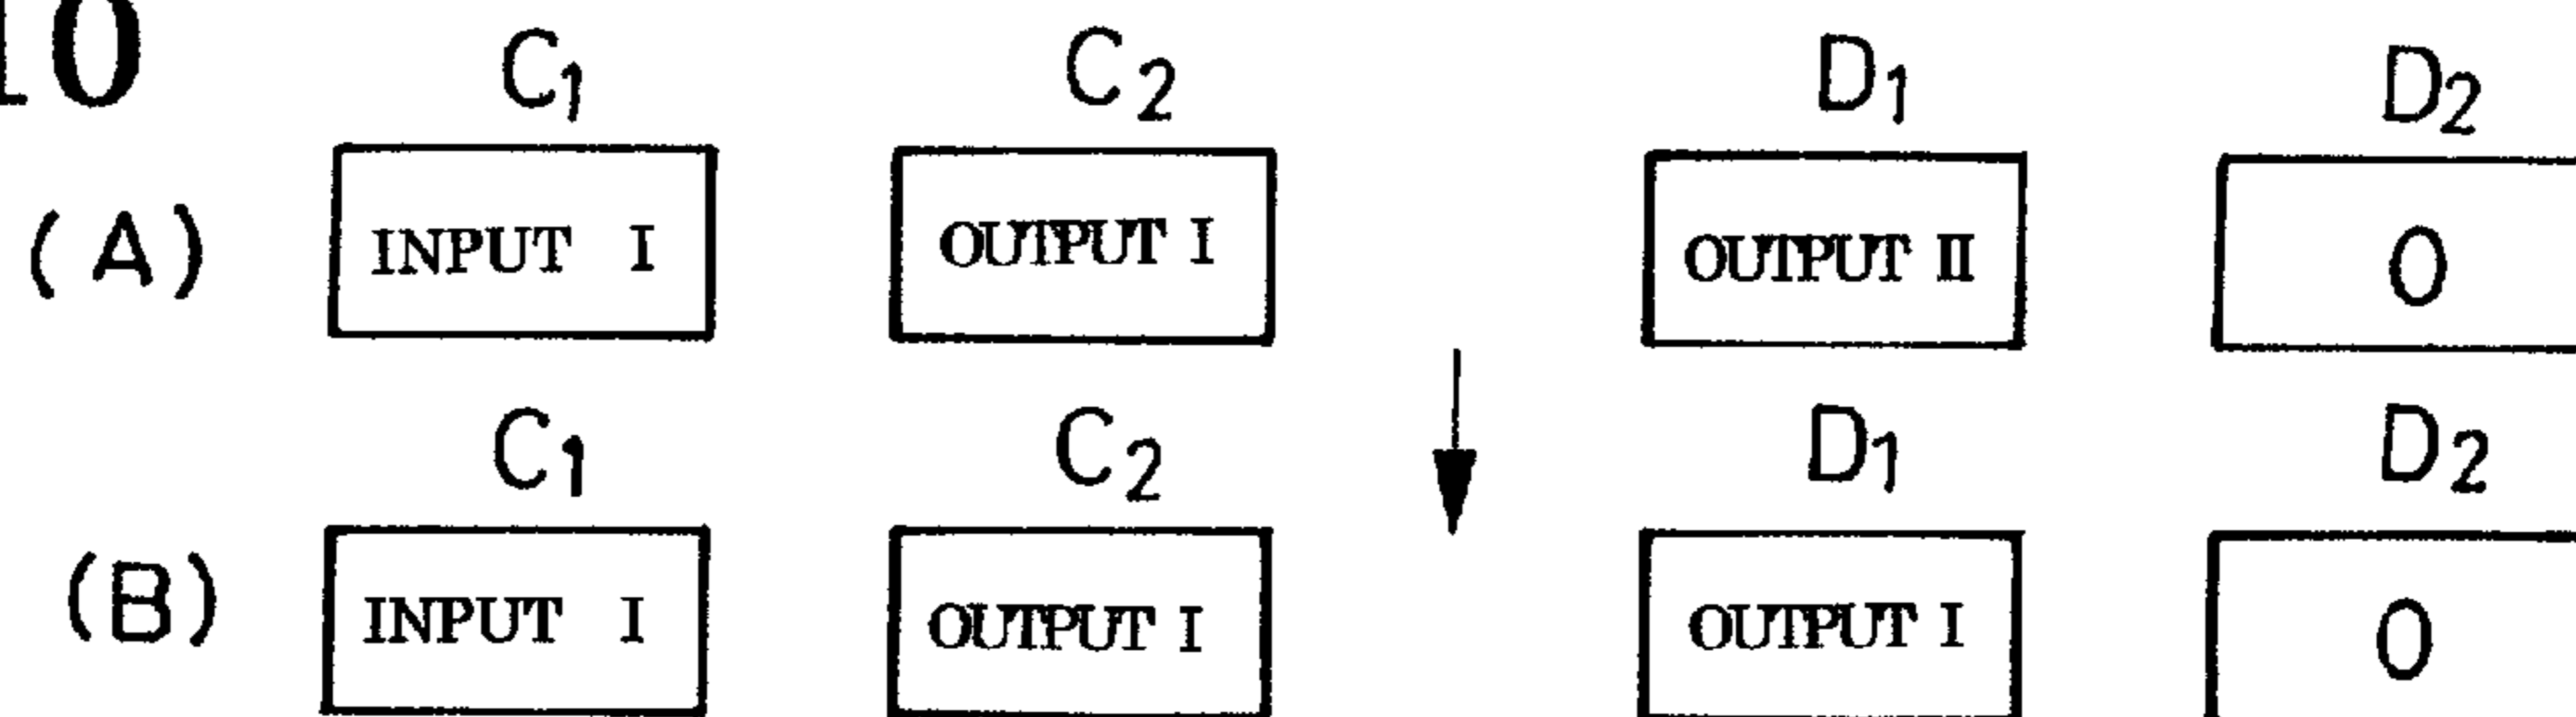 10
C1 C2 D1 D2
(A) INPUT I OUTPUT I OUTPUT II 0
C1 C2 D1 D2
(B) INPUT I OUTPUT I OUTPUT I 0